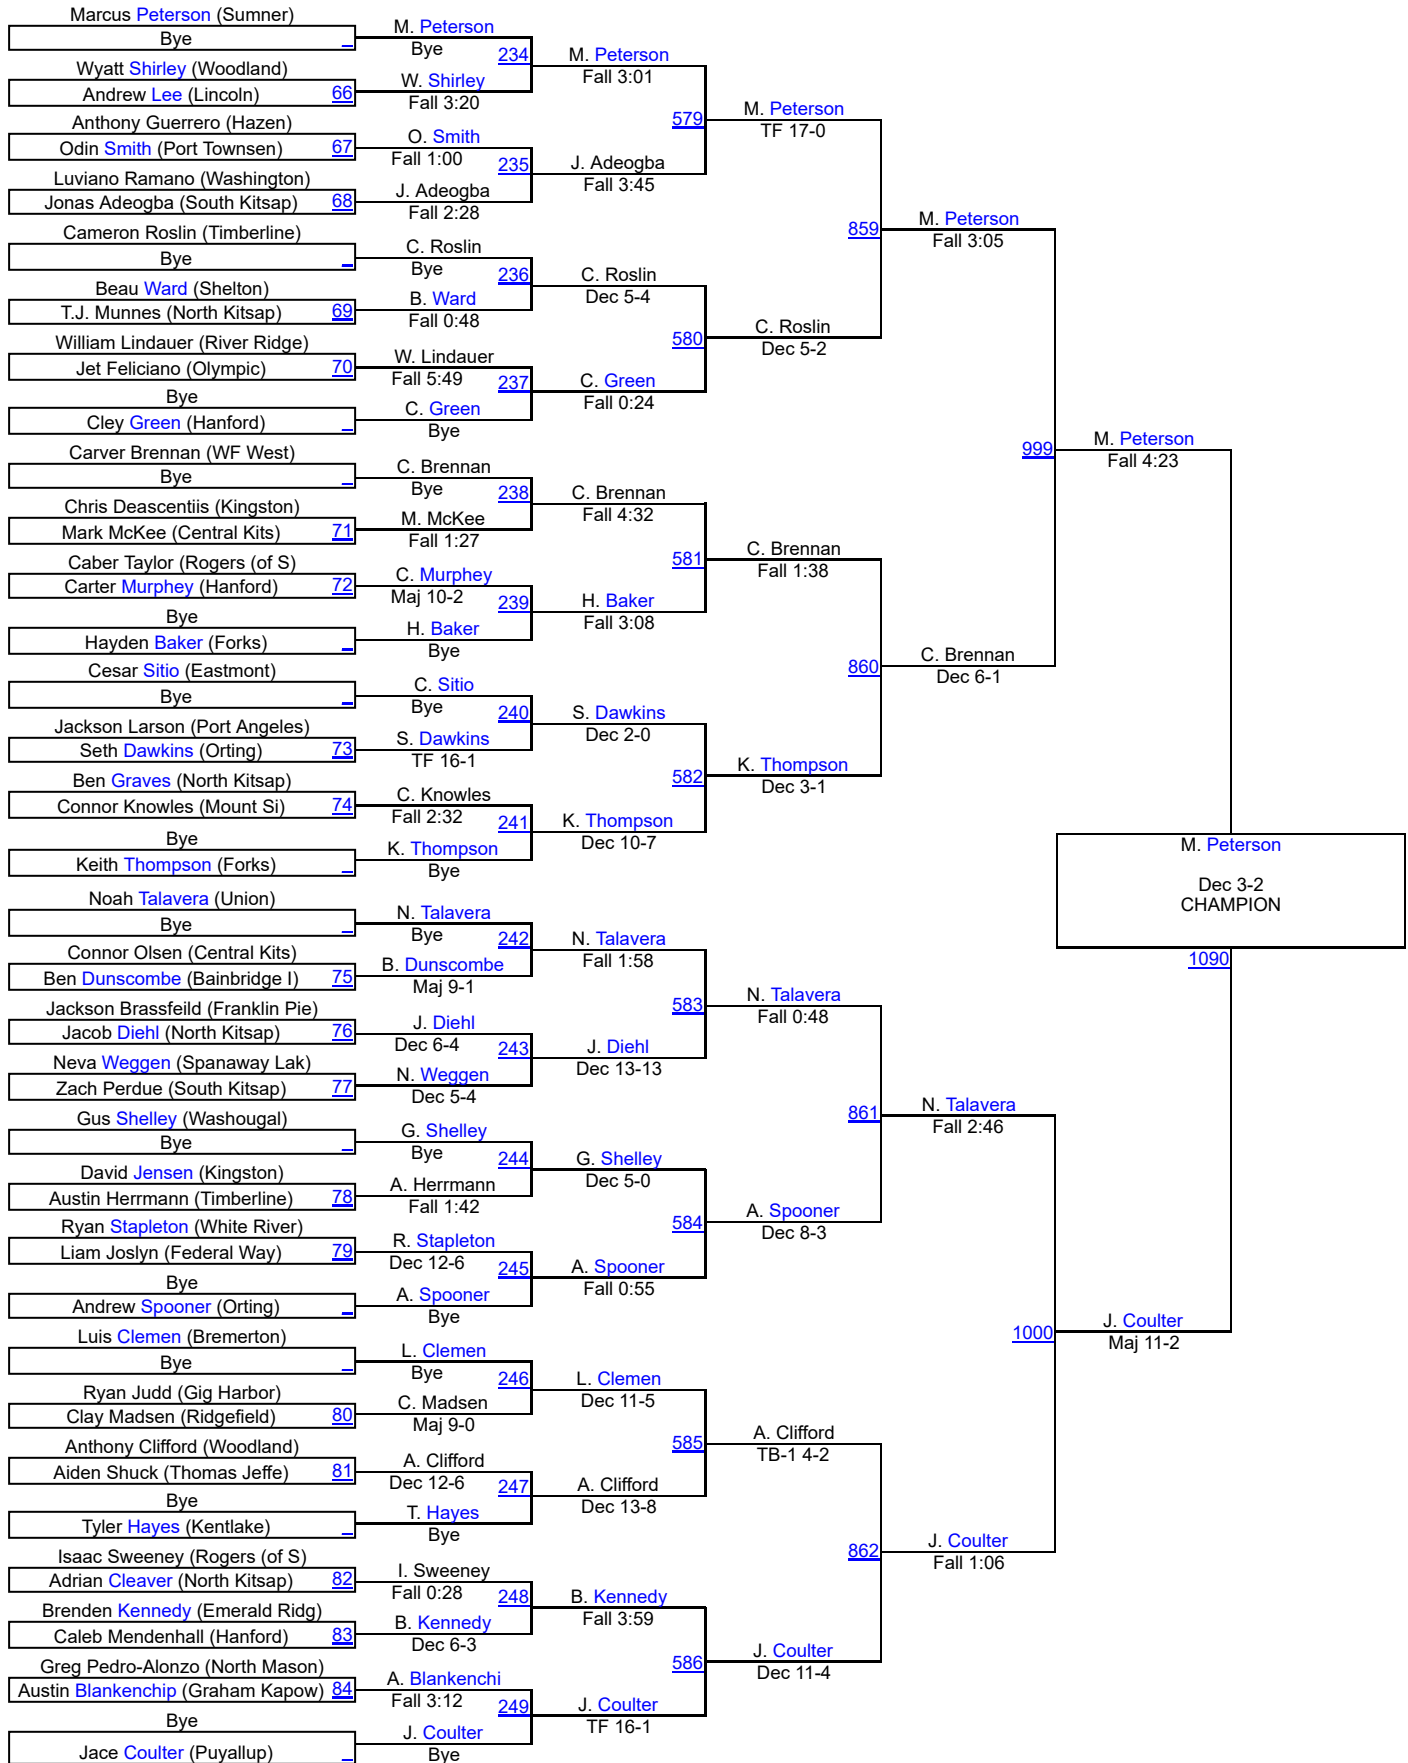 Marcus Peterson (Sumner)
Bye
Wyatt Shirley (Woodland)
Andrew Lee (Lincoln) 66
Anthony Guerrero (Hazen)
Odin Smith (Port Townsen) 67
Luviano Ramano (Washington)
Jonas Adeogba (South Kitsap) 68
Cameron Roslin (Timberline)
Bye
Beau Ward (Shelton)
T.J. Munnes (North Kitsap) 69
William Lindauer (River Ridge)
Jet Feliciano (Olympic) 70
Bye
Cley Green (Hanford)
Carver Brennan (WF West)
Bye
Chris Deascentiis (Kingston)
Mark McKee (Central Kits) 71
Caber Taylor (Rogers (of S)
Carter Murphey (Hanford) 72
Bye
Hayden Baker (Forks)
Cesar Sitio (Eastmont)
Bye
Jackson Larson (Port Angeles)
Seth Dawkins (Orting) 73
Ben Graves (North Kitsap)
Connor Knowles (Mount Si) 74
Bye
Keith Thompson (Forks)
Noah Talavera (Union)
Bye
Connor Olsen (Central Kits)
Ben Dunscombe (Bainbridge I) 75
Jackson Brassfeild (Franklin Pie)
Jacob Diehl (North Kitsap) 76
Neva Weggen (Spanaway Lak)
Zach Perdue (South Kitsap) 77
Gus Shelley (Washougal)
Bye
David Jensen (Kingston)
Austin Herrmann (Timberline) 78
Ryan Stapleton (White River)
Liam Joslyn (Federal Way) 79
Bye
Andrew Spooner (Orting)
Luis Clemen (Bremerton)
Bye
Ryan Judd (Gig Harbor)
Clay Madsen (Ridgefield) 80
Anthony Clifford (Woodland)
Aiden Shuck (Thomas Jeffe) 81
Bye
Tyler Hayes (Kentlake)
Isaac Sweeney (Rogers (of S)
Adrian Cleaver (North Kitsap) 82
Brenden Kennedy (Emerald Ridg)
Caleb Mendenhall (Hanford) 83
Greg Pedro-Alonzo (North Mason)
Austin Blankenchip (Graham Kapow) 84
Bye
Jace Coulter (Puyallup)
M. Peterson
Bye
234
W. Shirley
Fall 3:20
O. Smith
Fall 1:00
235
J. Adeogba
Fall 2:28
C. Roslin
Bye
236
B. Ward
Fall 0:48
W. Lindauer
Fall 5:49
237
C. Green
Bye
C. Brennan
Bye
238
M. McKee
Fall 1:27
C. Murphey
Maj 10-2
239
H. Baker
Bye
C. Sitio
Bye
240
S. Dawkins
TF 16-1
C. Knowles
Fall 2:32
241
K. Thompson
Bye
N. Talavera
Bye
242
B. Dunscombe
Maj 9-1
J. Diehl
Dec 6-4
243
N. Weggen
Dec 5-4
G. Shelley
Bye
244
A. Herrmann
Fall 1:42
R. Stapleton
Dec 12-6
245
A. Spooner
Bye
L. Clemen
Bye
246
C. Madsen
Maj 9-0
A. Clifford
Dec 12-6
247
T. Hayes
Bye
I. Sweeney
Fall 0:28
248
B. Kennedy
Dec 6-3
A. Blankenchi
Fall 3:12
249
J. Coulter
Bye
M. Peterson
Fall 3:01
579
J. Adeogba
Fall 3:45
C. Roslin
Dec 5-4
580
C. Green
Fall 0:24
C. Brennan
Fall 4:32
581
H. Baker
Fall 3:08
S. Dawkins
Dec 2-0
582
K. Thompson
Dec 10-7
N. Talavera
Fall 1:58
583
J. Diehl
Dec 13-13
G. Shelley
Dec 5-0
584
A. Spooner
Fall 0:55
L. Clemen
Dec 11-5
585
A. Clifford
Dec 13-8
B. Kennedy
Fall 3:59
586
J. Coulter
TF 16-1
M. Peterson
TF 17-0
859
C. Roslin
Dec 5-2
C. Brennan
Fall 1:38
860
K. Thompson
Dec 3-1
N. Talavera
Fall 0:48
861
A. Spooner
Dec 8-3
A. Clifford
TB-1 4-2
862
J. Coulter
Dec 11-4
M. Peterson
Fall 3:05
999
C. Brennan
Dec 6-1
N. Talavera
Fall 2:46
1000
J. Coulter
Fall 1:06
M. Peterson
Fall 4:23
J. Coulter
Maj 11-2
M. Peterson
Dec 3-2
CHAMPION
1090